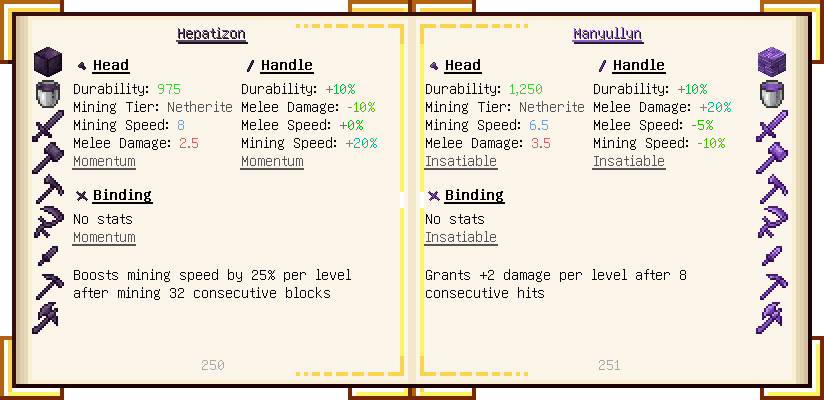 Hepatizon
Head
Durability: 975
Mining Tier: Netherite
Mining Speed: 8
Melee Damage: 2.5
Momentum
Handle
Durability: +10%
Melee Damage: -10%
Melee Speed: +0%
Mining Speed: +20%
Momentum
Binding
No stats
Momentum
Boosts mining speed by 25% per level
after mining 32 consecutive blocks
250
Manyullyn
Head
Durability: 1,250
Mining Tier: Netherite
Mining Speed: 6.5
Melee Damage: 3.5
Insatiable
Handle
Durability: +10%
Melee Damage: +20%
Melee Speed: -5%
Mining Speed: -10%
Insatiable
Binding
No stats
Insatiable
Grants +2 damage per level after 8
consecutive hits
251